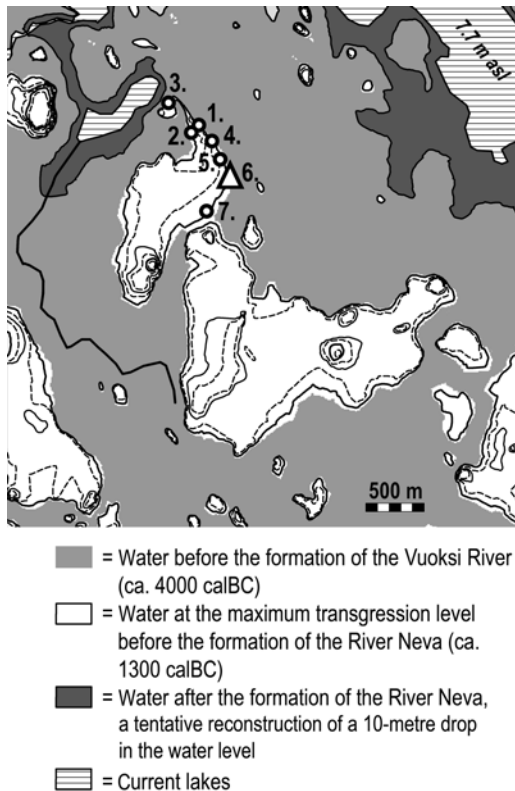 7.7 m asl
3.
1.
2.
4.
5.
6.
7.
500 m
= Water before the formation of the Vuoksi River
(ca. 4000 calBC)
= Water at the maximum transgression level
before the formation of the River Neva (ca.
1300 calBC)
= Water after the formation of the River Neva,
a tentative reconstruction of a 10-metre drop
in the water level
= Current lakes